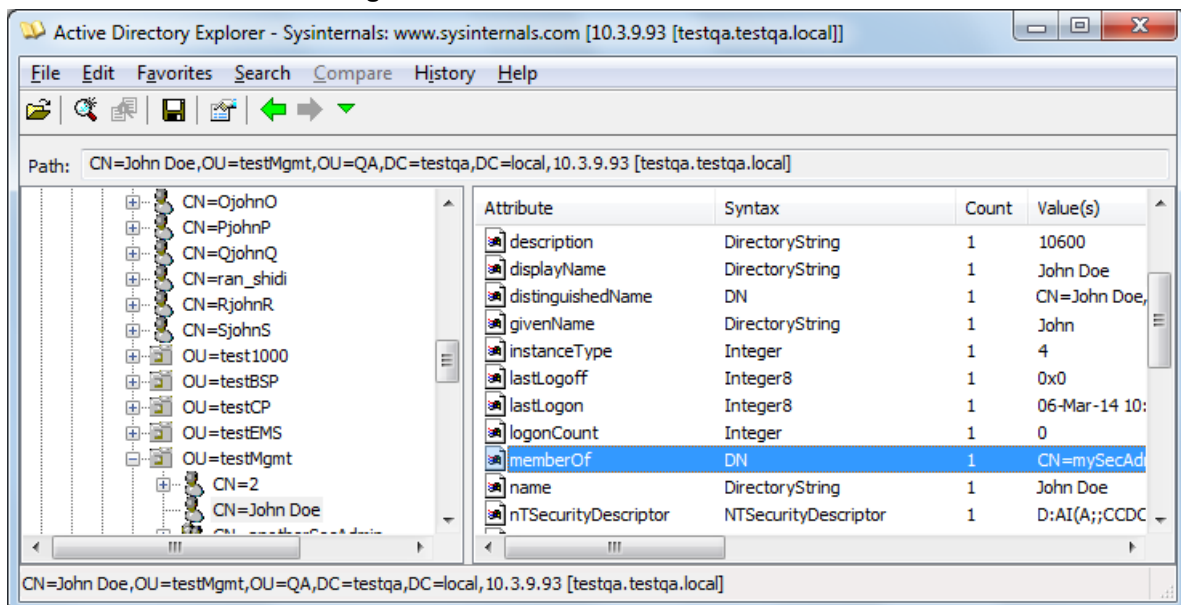 Active Directory Explorer - Sysinternals: www.sysinternals.com [10.3.9.93 [testqa.testqa.local]]
File Edit Favorites Search Compare History Help
Path: CN=John Doe,OU=testMgmt,OU=QA,DC=testqa,DC=local,10.3.9.93 [testqa.testqa.local]
CN=OjohnO
CN=PjohnP
CN=QjohnQ
CN=ran_shidi
CN=RjohnR
CN=SjohnS
OU=test1000
OU=testBSP
OU=testCP
OU=testEMS
OU=testMgmt
CN=2
CN=John Doe
CN=anotherSecAdmin
Attribute Syntax Count Value(s)
description DirectoryString 1 10600
displayName DirectoryString 1 John Doe
distinguishedName DN 1 CN=John Doe,
givenName DirectoryString 1 John
instanceType Integer 1 4
lastLogoff Integer8 1 0x0
lastLogon Integer8 1 06-Mar-14 10:
logonCount Integer 1 0
memberOf DN 1 CN=mySecAd
name DirectoryString 1 John Doe
nTSecurityDescriptor NTSecurityDescriptor 1 D:AI(A;;CCDC
CN=John Doe,OU=testMgmt,OU=QA,DC=testqa,DC=local,10.3.9.93 [testqa.testqa.local]